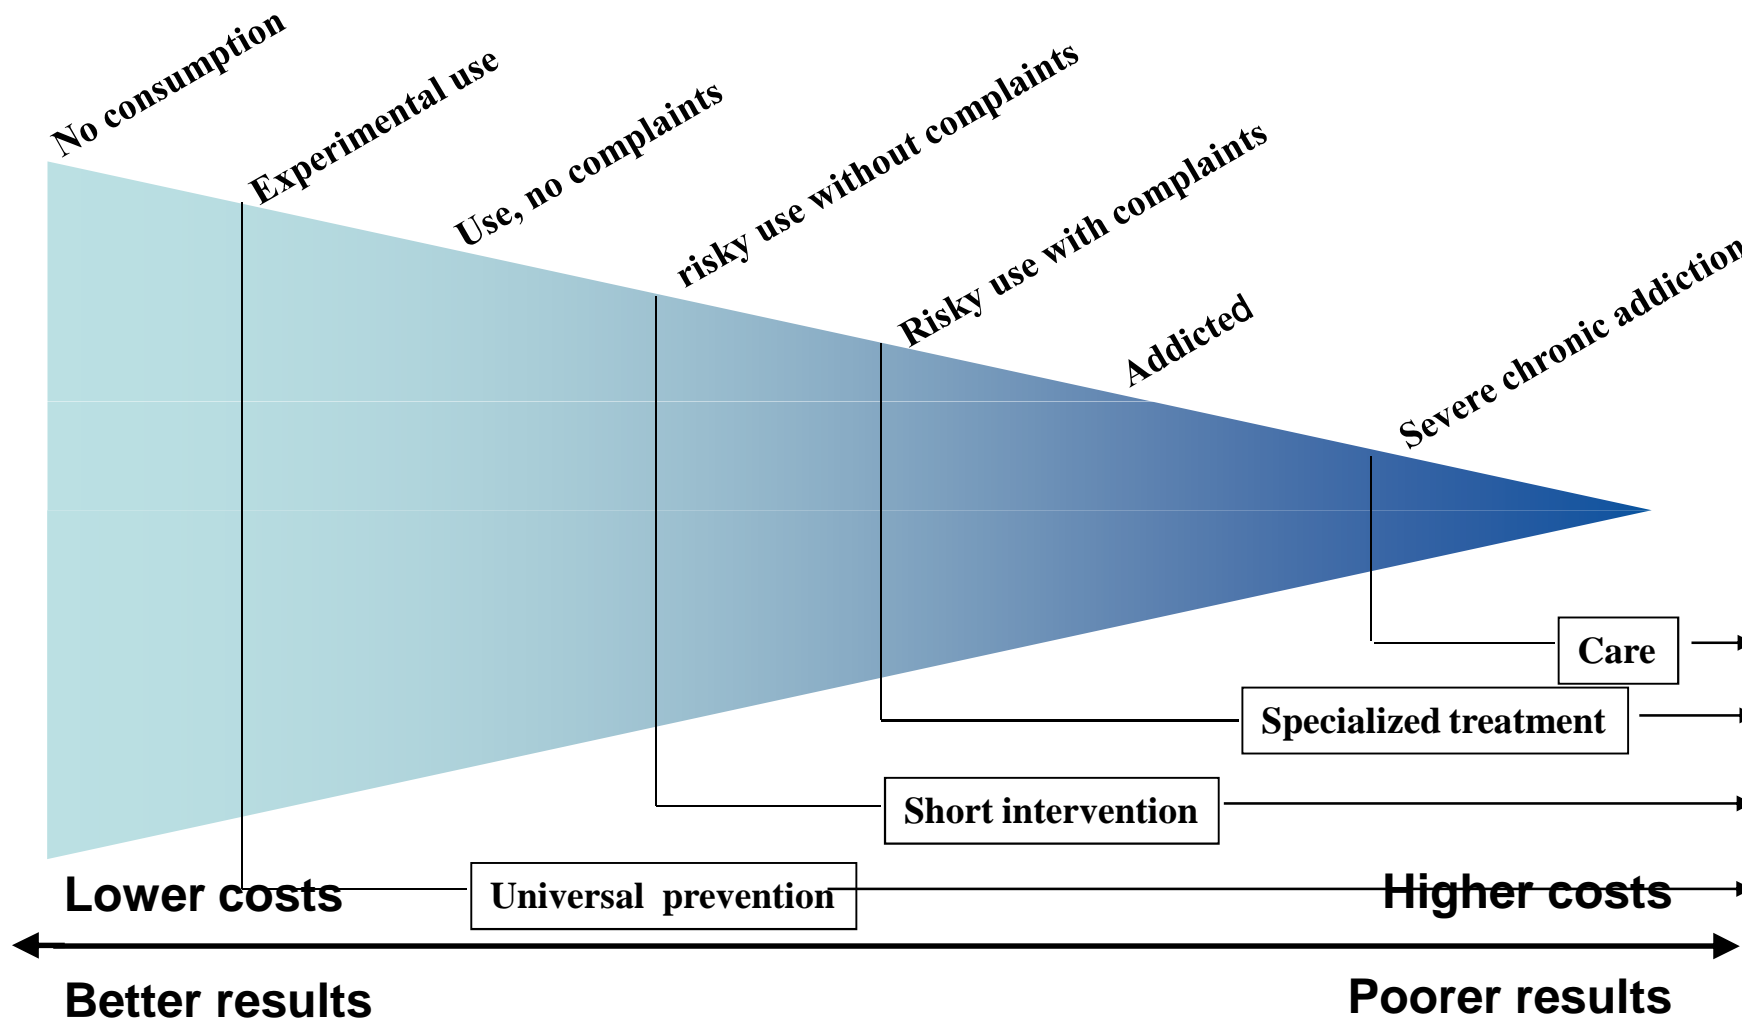 No consumption
Experimental use
Use, no complaints
risky use without complaints
Risky use with complaints
Addicted
Severe chronic addiction
Care
Specialized treatment
Short intervention
Universal prevention
Lower costs
Higher costs
Better results
Poorer results